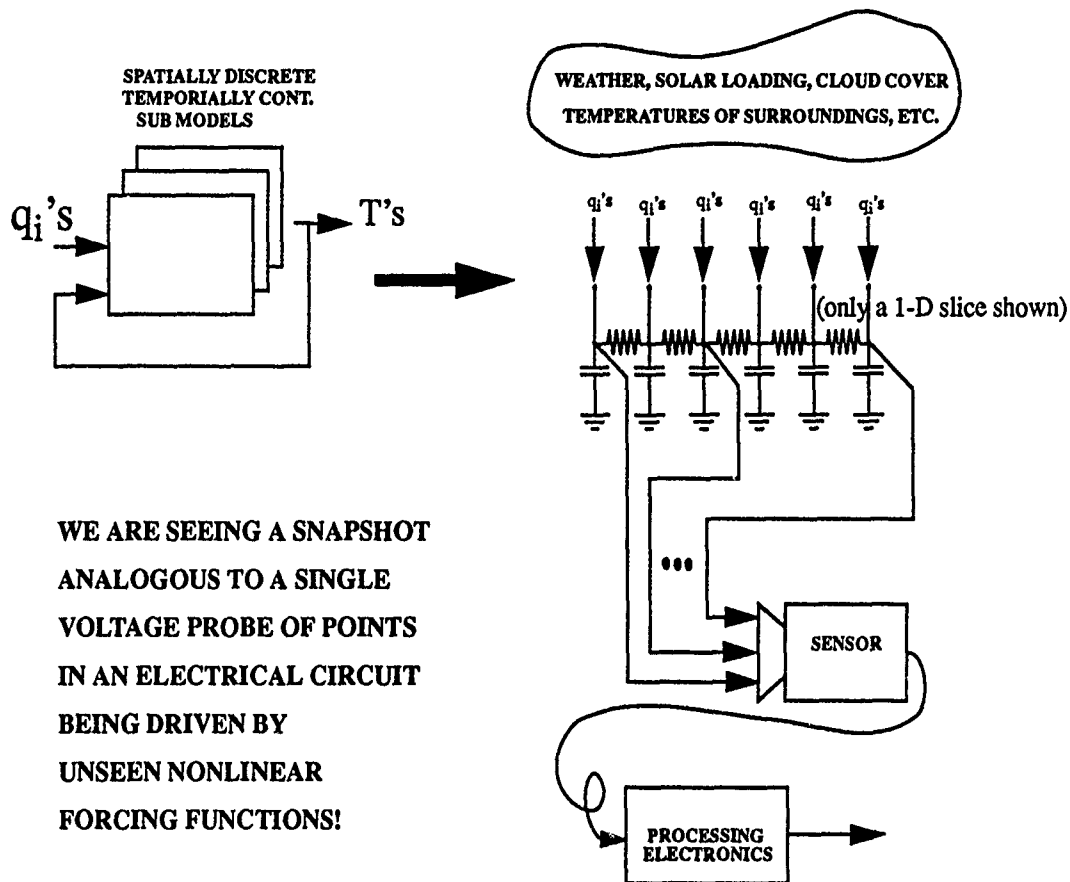 SPATIALLY DISCRETE
TEMPORIALLY CONT.
SUB MODELS
qi's
T's
WEATHER, SOLAR LOADING, CLOUD COVER
TEMPERATURES OF SURROUNDINGS, ETC.
qi's qi's qi's qi's qi's qi's
(only a 1-D slice shown)
WE ARE SEEING A SNAPSHOT
ANALOGOUS TO A SINGLE
VOLTAGE PROBE OF POINTS
IN AN ELECTRICAL CIRCUIT
BEING DRIVEN BY
UNSEEN NONLINEAR
FORCING FUNCTIONS!
•••
SENSOR
PROCESSING
ELECTRONICS